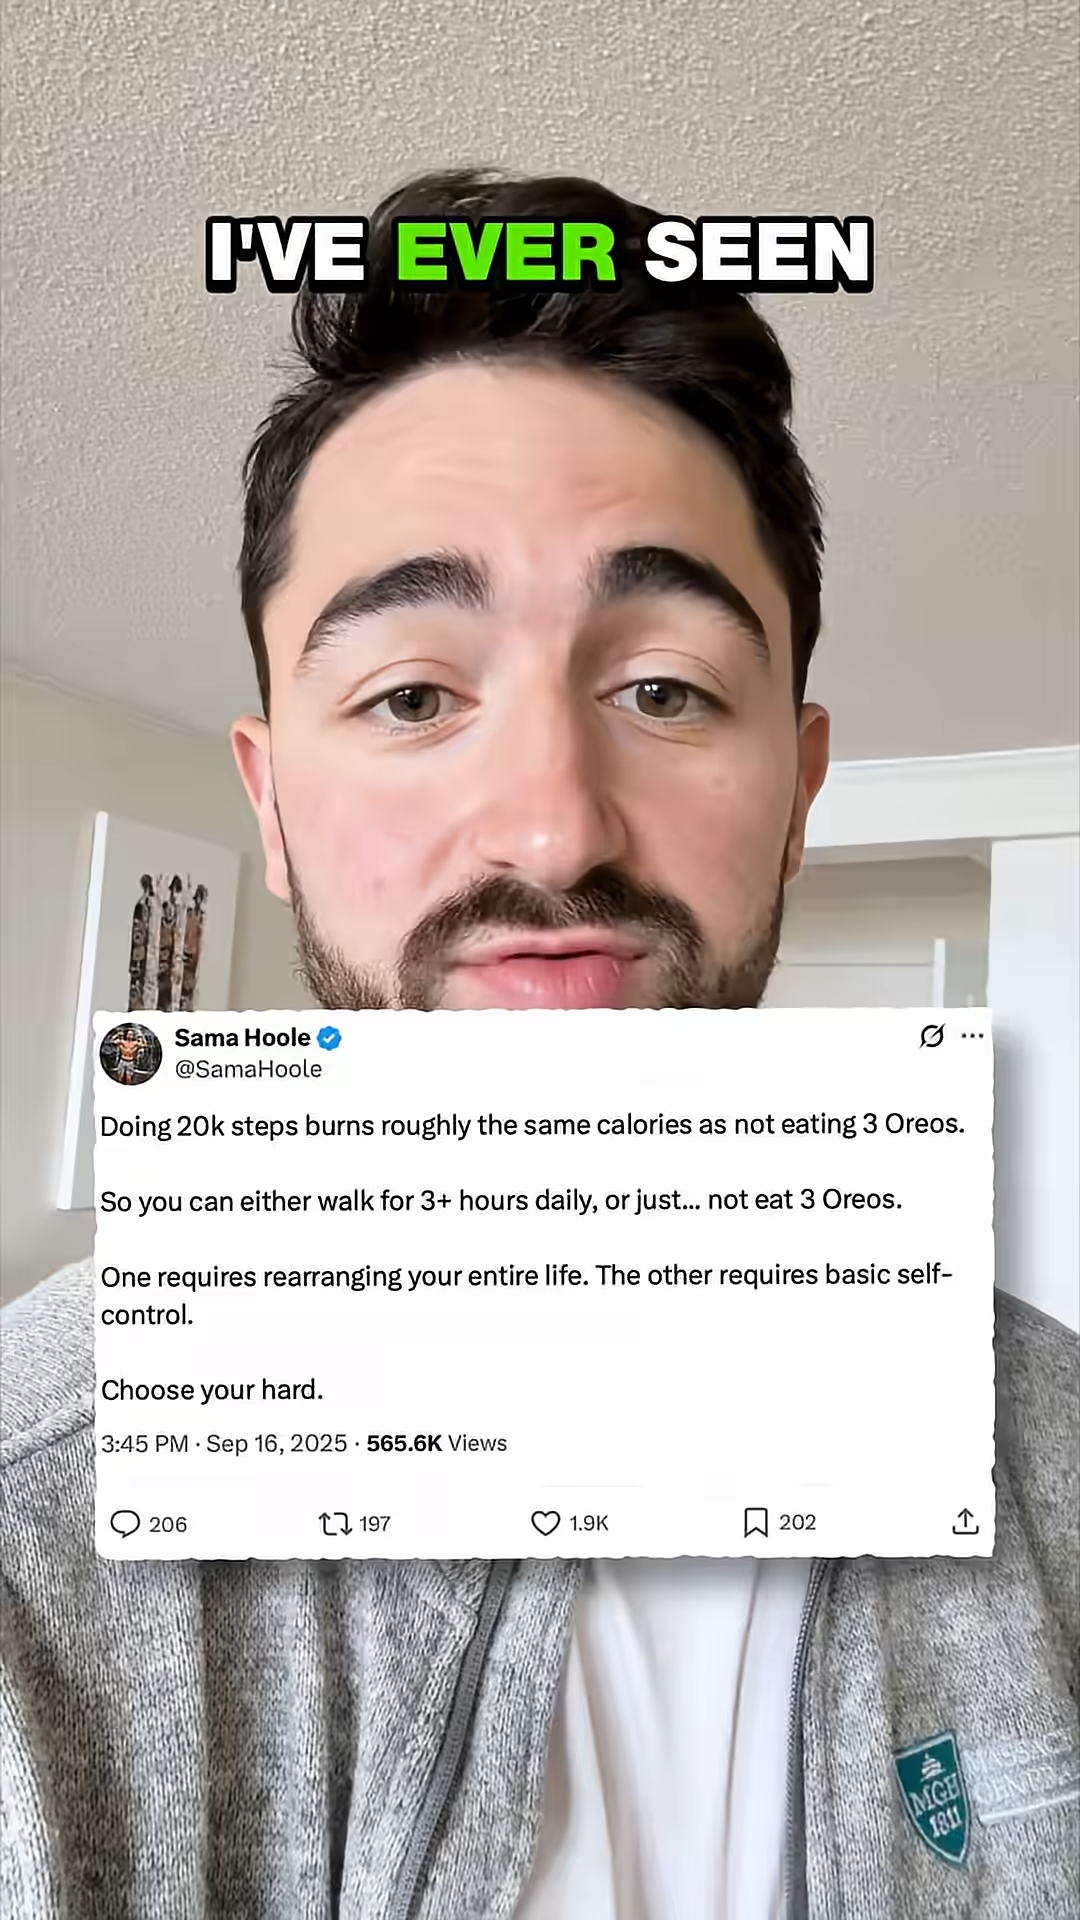 I'VE EVER SEEN
Sama Hoole
@SamaHoole
Doing 20k steps burns roughly the same calories as not eating 3 Oreos.
So you can either walk for 3+ hours daily, or just... not eat 3 Oreos.
One requires rearranging your entire life. The other requires basic self-
control.
Choose your hard.
3:45 PM · Sep 16, 2025 · 565.6K Views
206 197 1.9K 202
MGH
1811